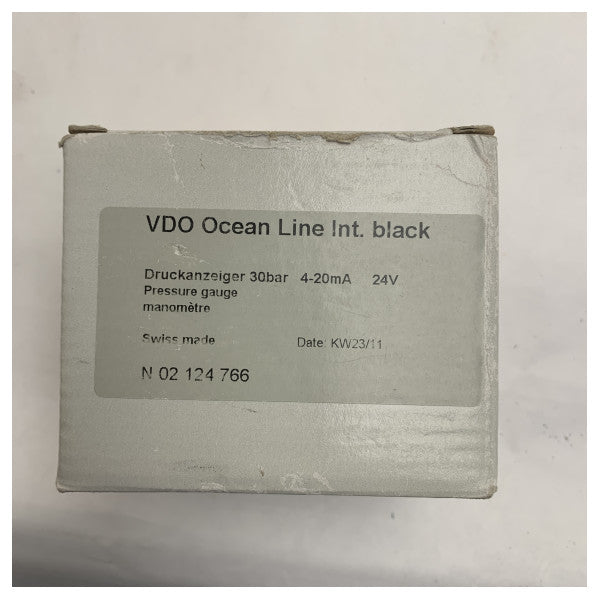 VDO Ocean Line Int. black
Druckanzeiger 30bar 4-20mA 24V
Pressure gauge
manomètre
Swiss made Date: KW23/11
N 02 124 766